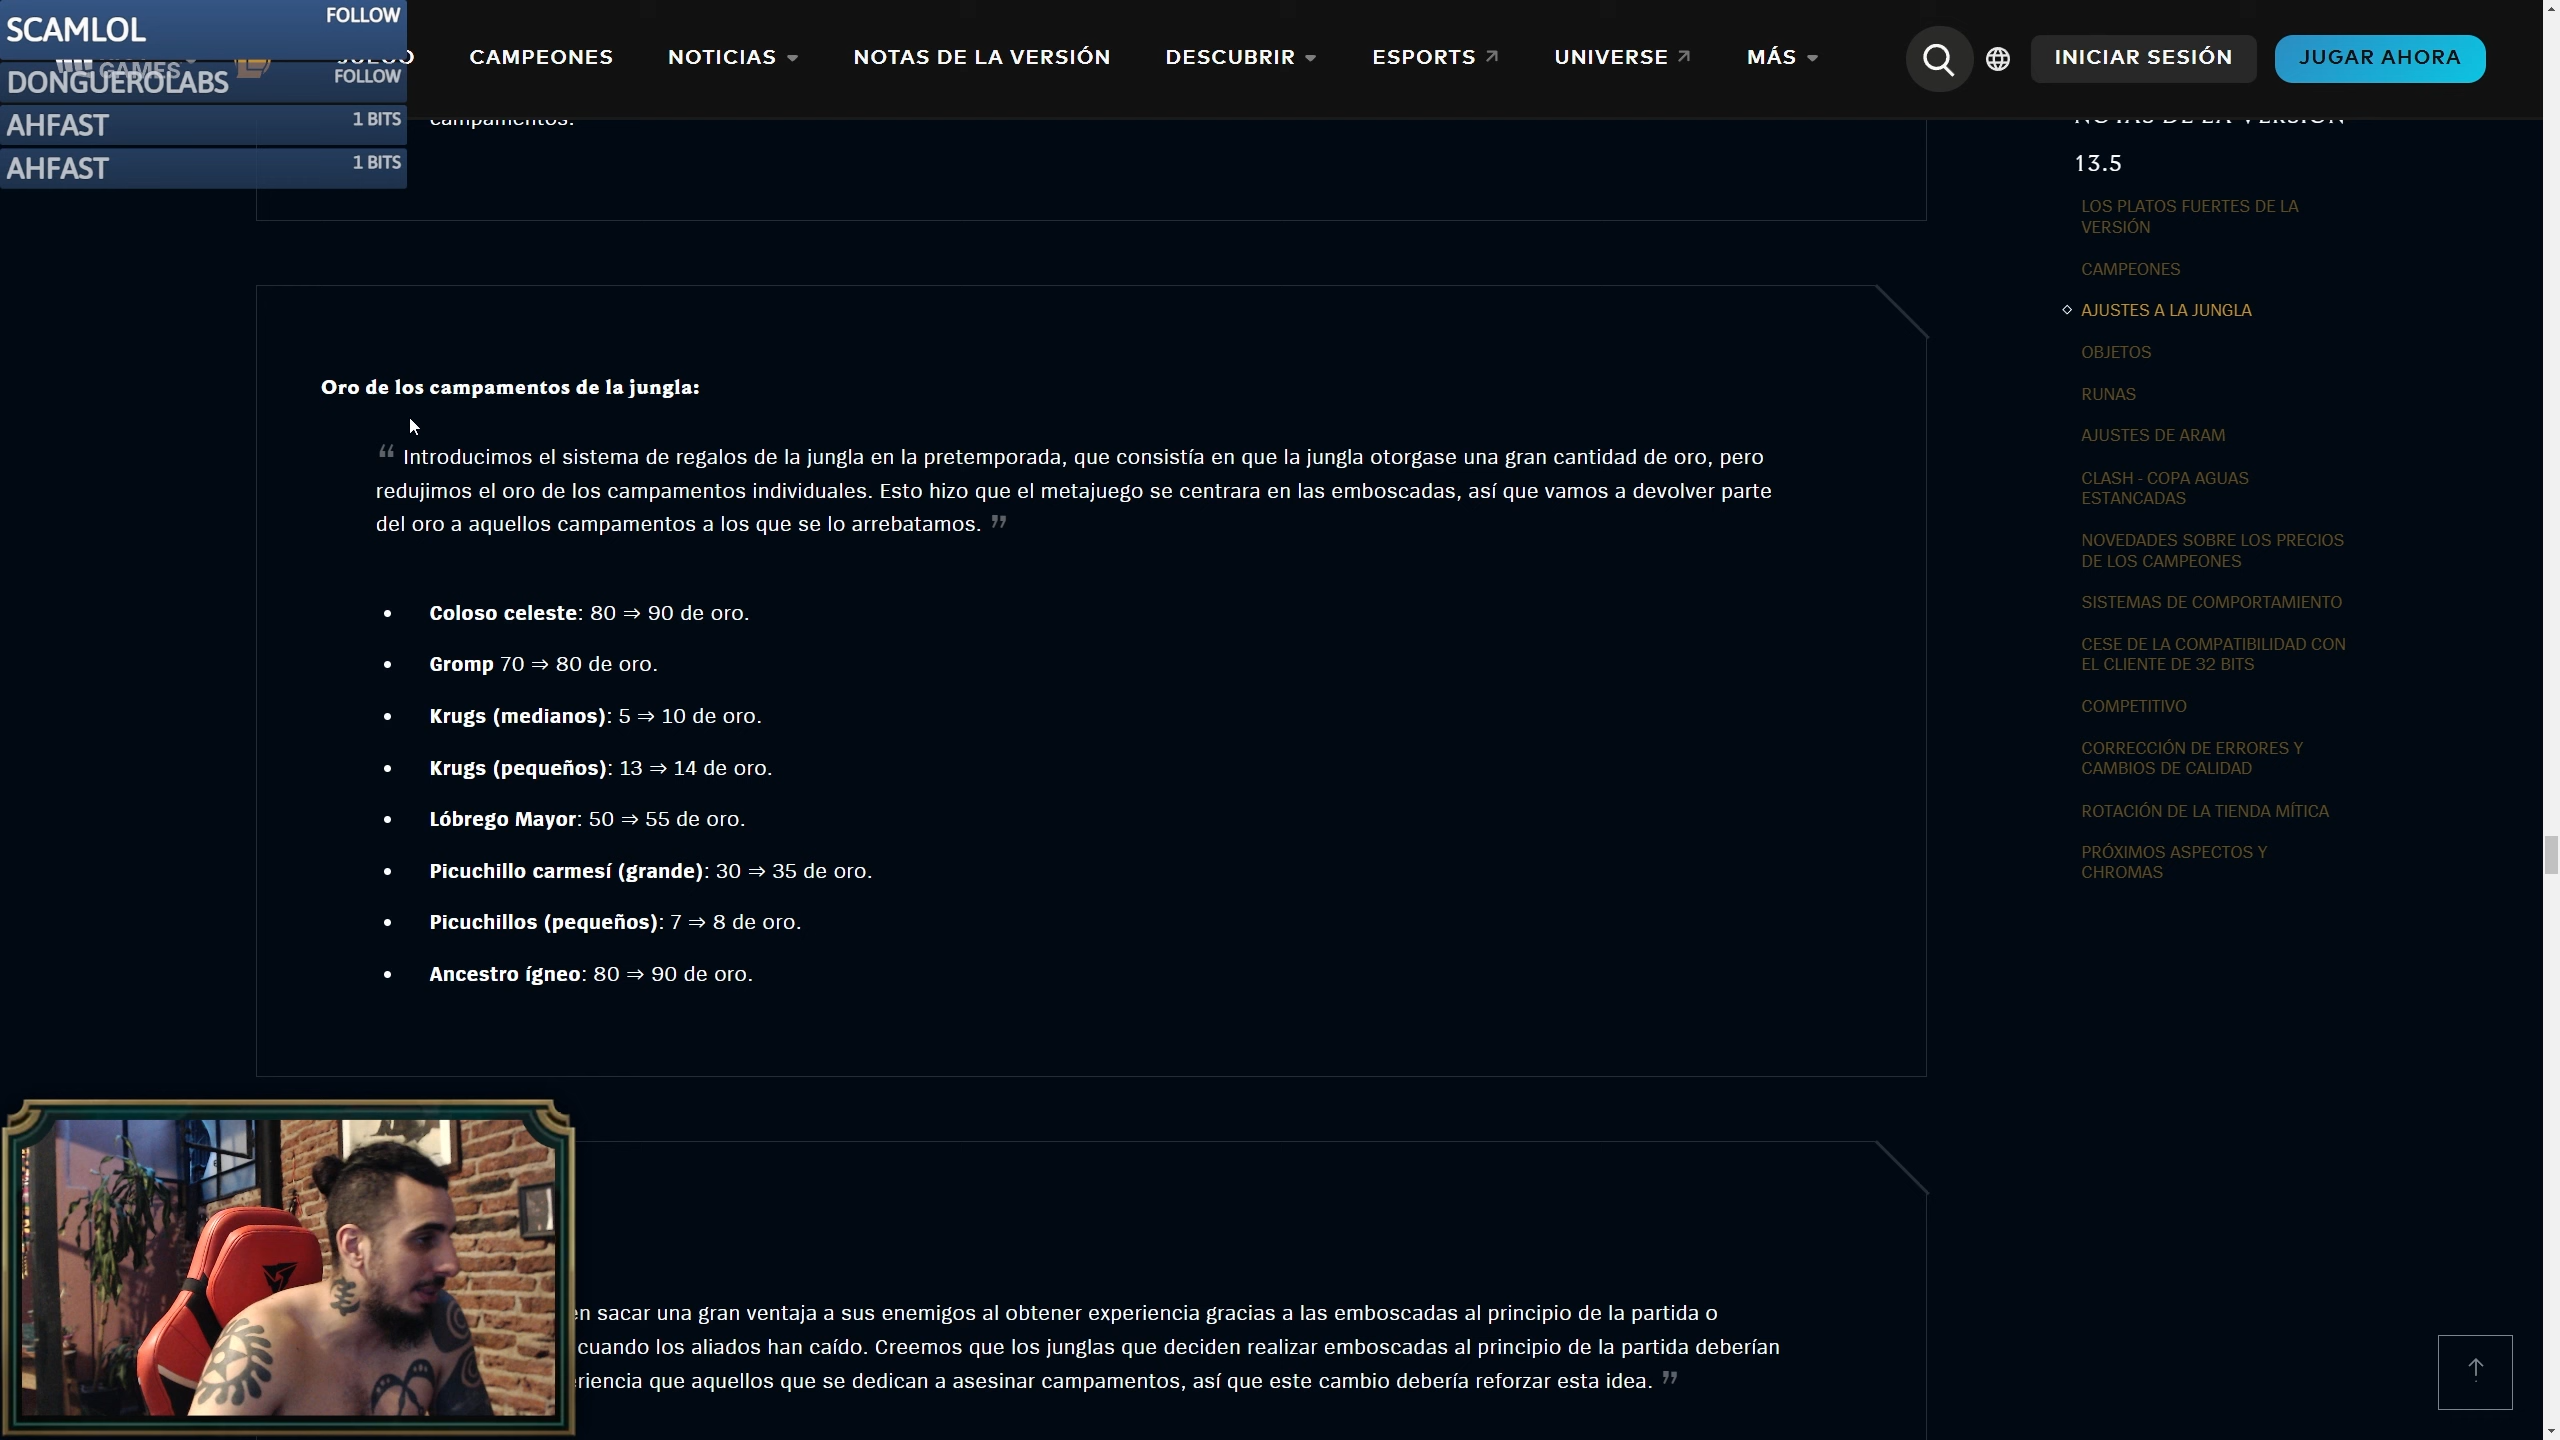 SCAMLOL FOLLOW
DONGUEROLABS FOLLOW
AHFAST 1 BITS
AHFAST 1 BITS
GAMES
CAMPEONES NOTICIAS NOTAS DE LA VERSIÓN DESCUBRIR ESPORTS UNIVERSE MÁS INICIAR SESIÓN JUGAR AHORA
campamentos.
Oro de los campamentos de la jungla:
“ Introducimos el sistema de regalos de la jungla en la pretemporada, que consistía en que la jungla otorgase una gran cantidad de oro, pero
redujimos el oro de los campamentos individuales. Esto hizo que el metajuego se centrara en las emboscadas, así que vamos a devolver parte
del oro a aquellos campamentos a los que se lo arrebatamos. ”
• Coloso celeste: 80 ⇒ 90 de oro.
• Gromp 70 ⇒ 80 de oro.
• Krugs (medianos): 5 ⇒ 10 de oro.
• Krugs (pequeños): 13 ⇒ 14 de oro.
• Lóbrego Mayor: 50 ⇒ 55 de oro.
• Picuchillo carmesí (grande): 30 ⇒ 35 de oro.
• Picuchillos (pequeños): 7 ⇒ 8 de oro.
• Ancestro ígneo: 80 ⇒ 90 de oro.
en sacar una gran ventaja a sus enemigos al obtener experiencia gracias a las emboscadas al principio de la partida o
cuando los aliados han caído. Creemos que los junglas que deciden realizar emboscadas al principio de la partida deberían
riencia que aquellos que se dedican a asesinar campamentos, así que este cambio debería reforzar esta idea. ”
NOTAS DE LA VERSIÓN
13.5
LOS PLATOS FUERTES DE LA
VERSIÓN
CAMPEONES
AJUSTES A LA JUNGLA
OBJETOS
RUNAS
AJUSTES DE ARAM
CLASH - COPA AGUAS
ESTANCADAS
NOVEDADES SOBRE LOS PRECIOS
DE LOS CAMPEONES
SISTEMAS DE COMPORTAMIENTO
CESE DE LA COMPATIBILIDAD CON
EL CLIENTE DE 32 BITS
COMPETITIVO
CORRECCIÓN DE ERRORES Y
CAMBIOS DE CALIDAD
ROTACIÓN DE LA TIENDA MÍTICA
PRÓXIMOS ASPECTOS Y
CHROMAS